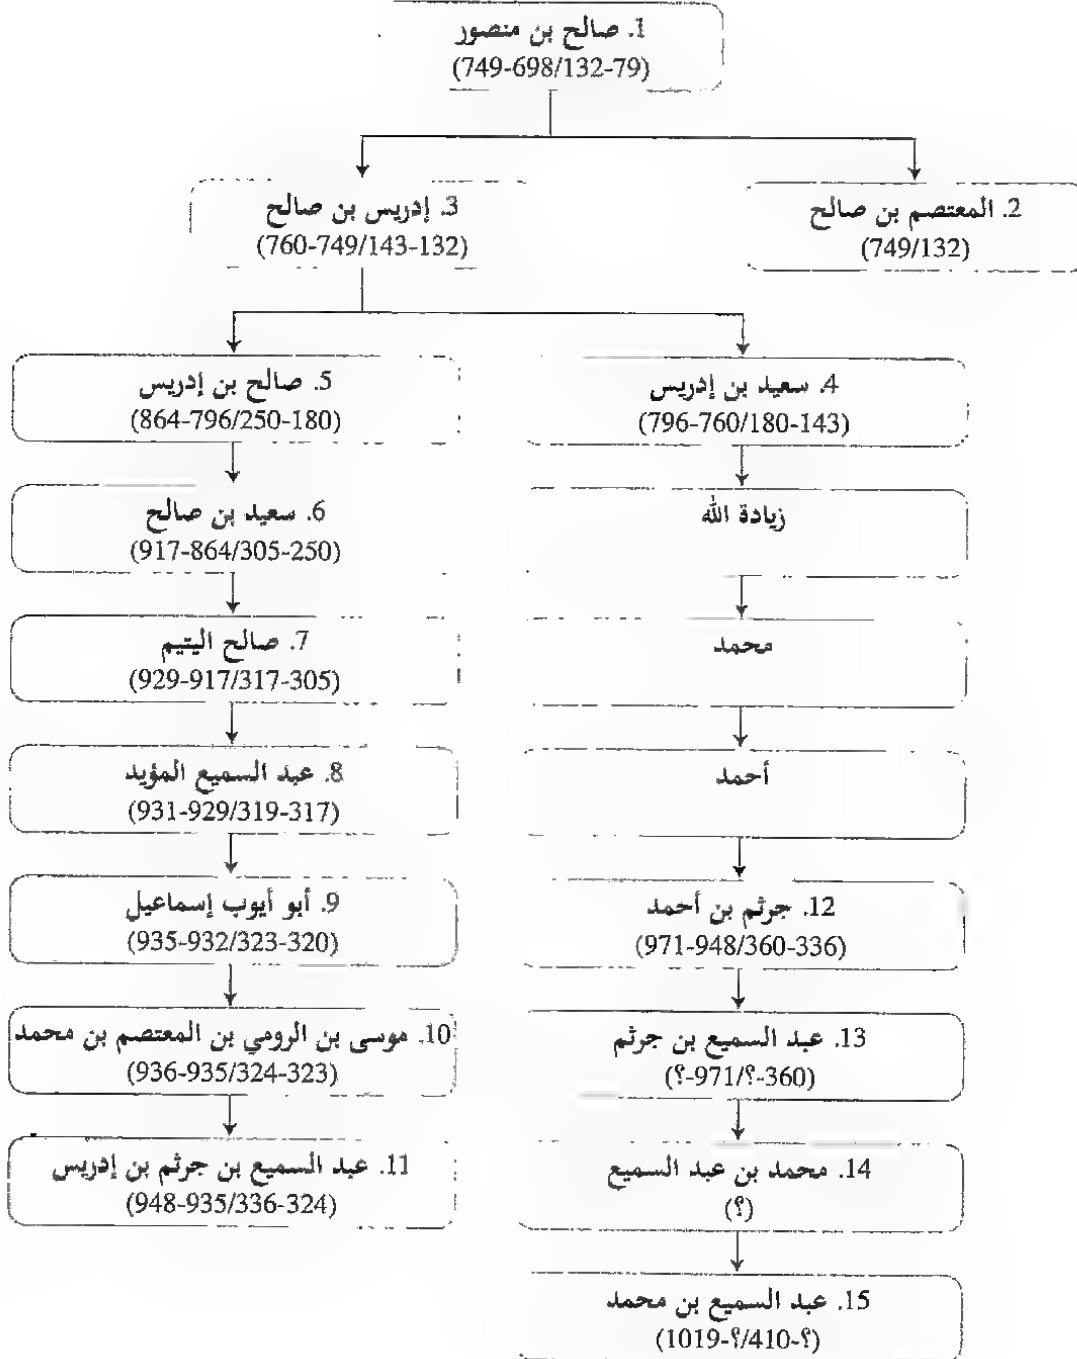 1. صالح بن منصور
(749-698/132-79)
2. المعتصم بن صالح
(749/132)
3. إدريس بن صالح
(760-749/143-132)
4. سعيد بن إدريس
(796-760/180-143)
5. صالح بن إدريس
(864-796/250-180)
زيادة الله
6. سعيد بن صالح
(917-864/305-250)
محمد
7. صالح اليتيم
(929-917/317-305)
أحمد
8. عبد السميع المؤيد
(931-929/319-317)
12. جرثم بن أحمد
(971-948/360-336)
9. أبو أيوب إسماعيل
(935-932/323-320)
13. عبد السميع بن جرثم
(؟-971/؟-360)
10. موسى بن الرومي بن المعتصم بن محمد
(936-935/324-323)
14. محمد بن عبد السميع
(؟)
11. عبد السميع بن جرثم بن إدريس
(948-935/336-324)
15. عبد السميع بن محمد
(1019-؟/410-؟)